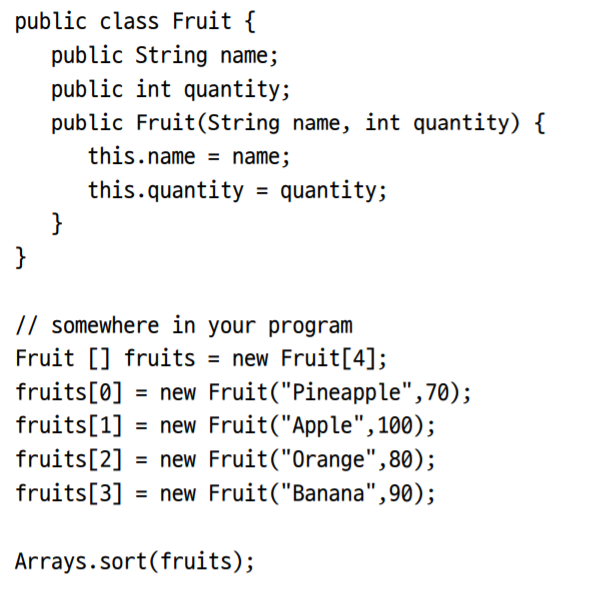 public class Fruit {
   public String name;
   public int quantity;
   public Fruit(String name, int quantity) {
      this.name = name;
      this.quantity = quantity;
   }
}

// somewhere in your program
Fruit [] fruits = new Fruit[4];
fruits[0] = new Fruit("Pineapple",70);
fruits[1] = new Fruit("Apple",100);
fruits[2] = new Fruit("Orange",80);
fruits[3] = new Fruit("Banana",90);

Arrays.sort(fruits);